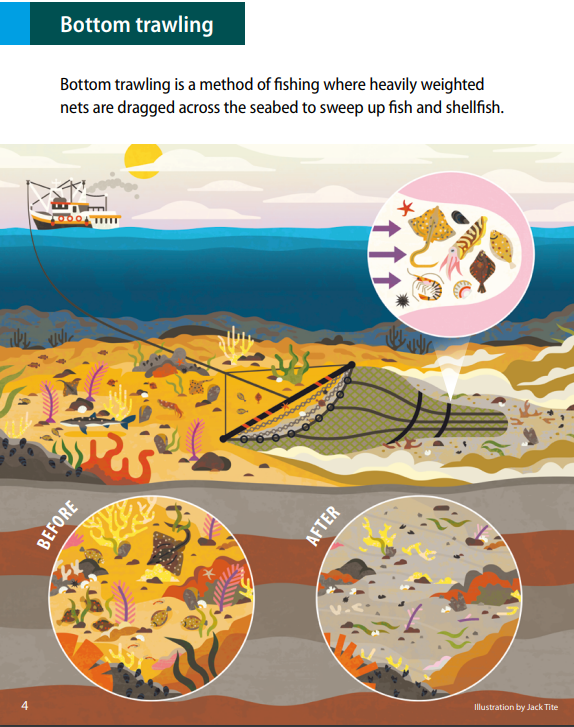 Bottom trawling
Bottom trawling is a method of fishing where heavily weighted
nets are dragged across the seabed to sweep up fish and shellfish.
BEFORE
AFTER
4
Illustration by Jack Tite